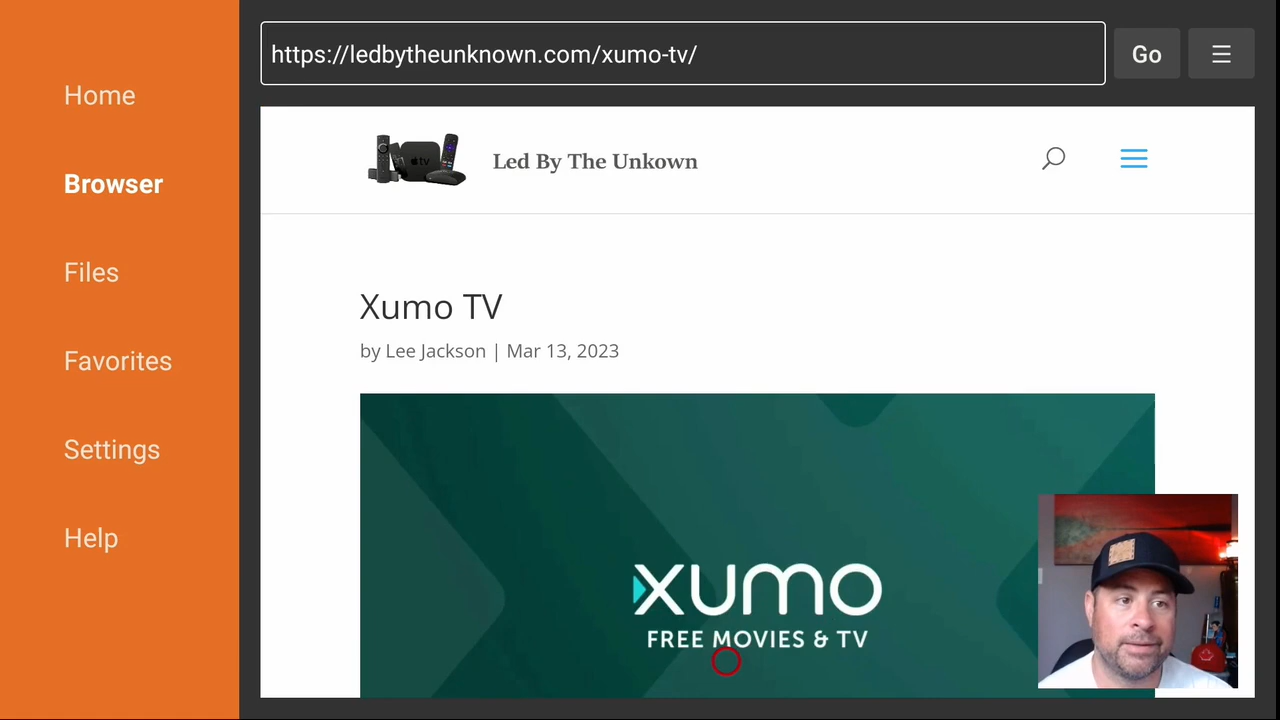 Home
Browser
Files
Favorites
Settings
Help
https://ledbytheunknown.com/xumo-tv/
Go
tv
Led By The Unkown
Xumo TV
by Lee Jackson | Mar 13, 2023
xumo
FREE MOVIES & TV